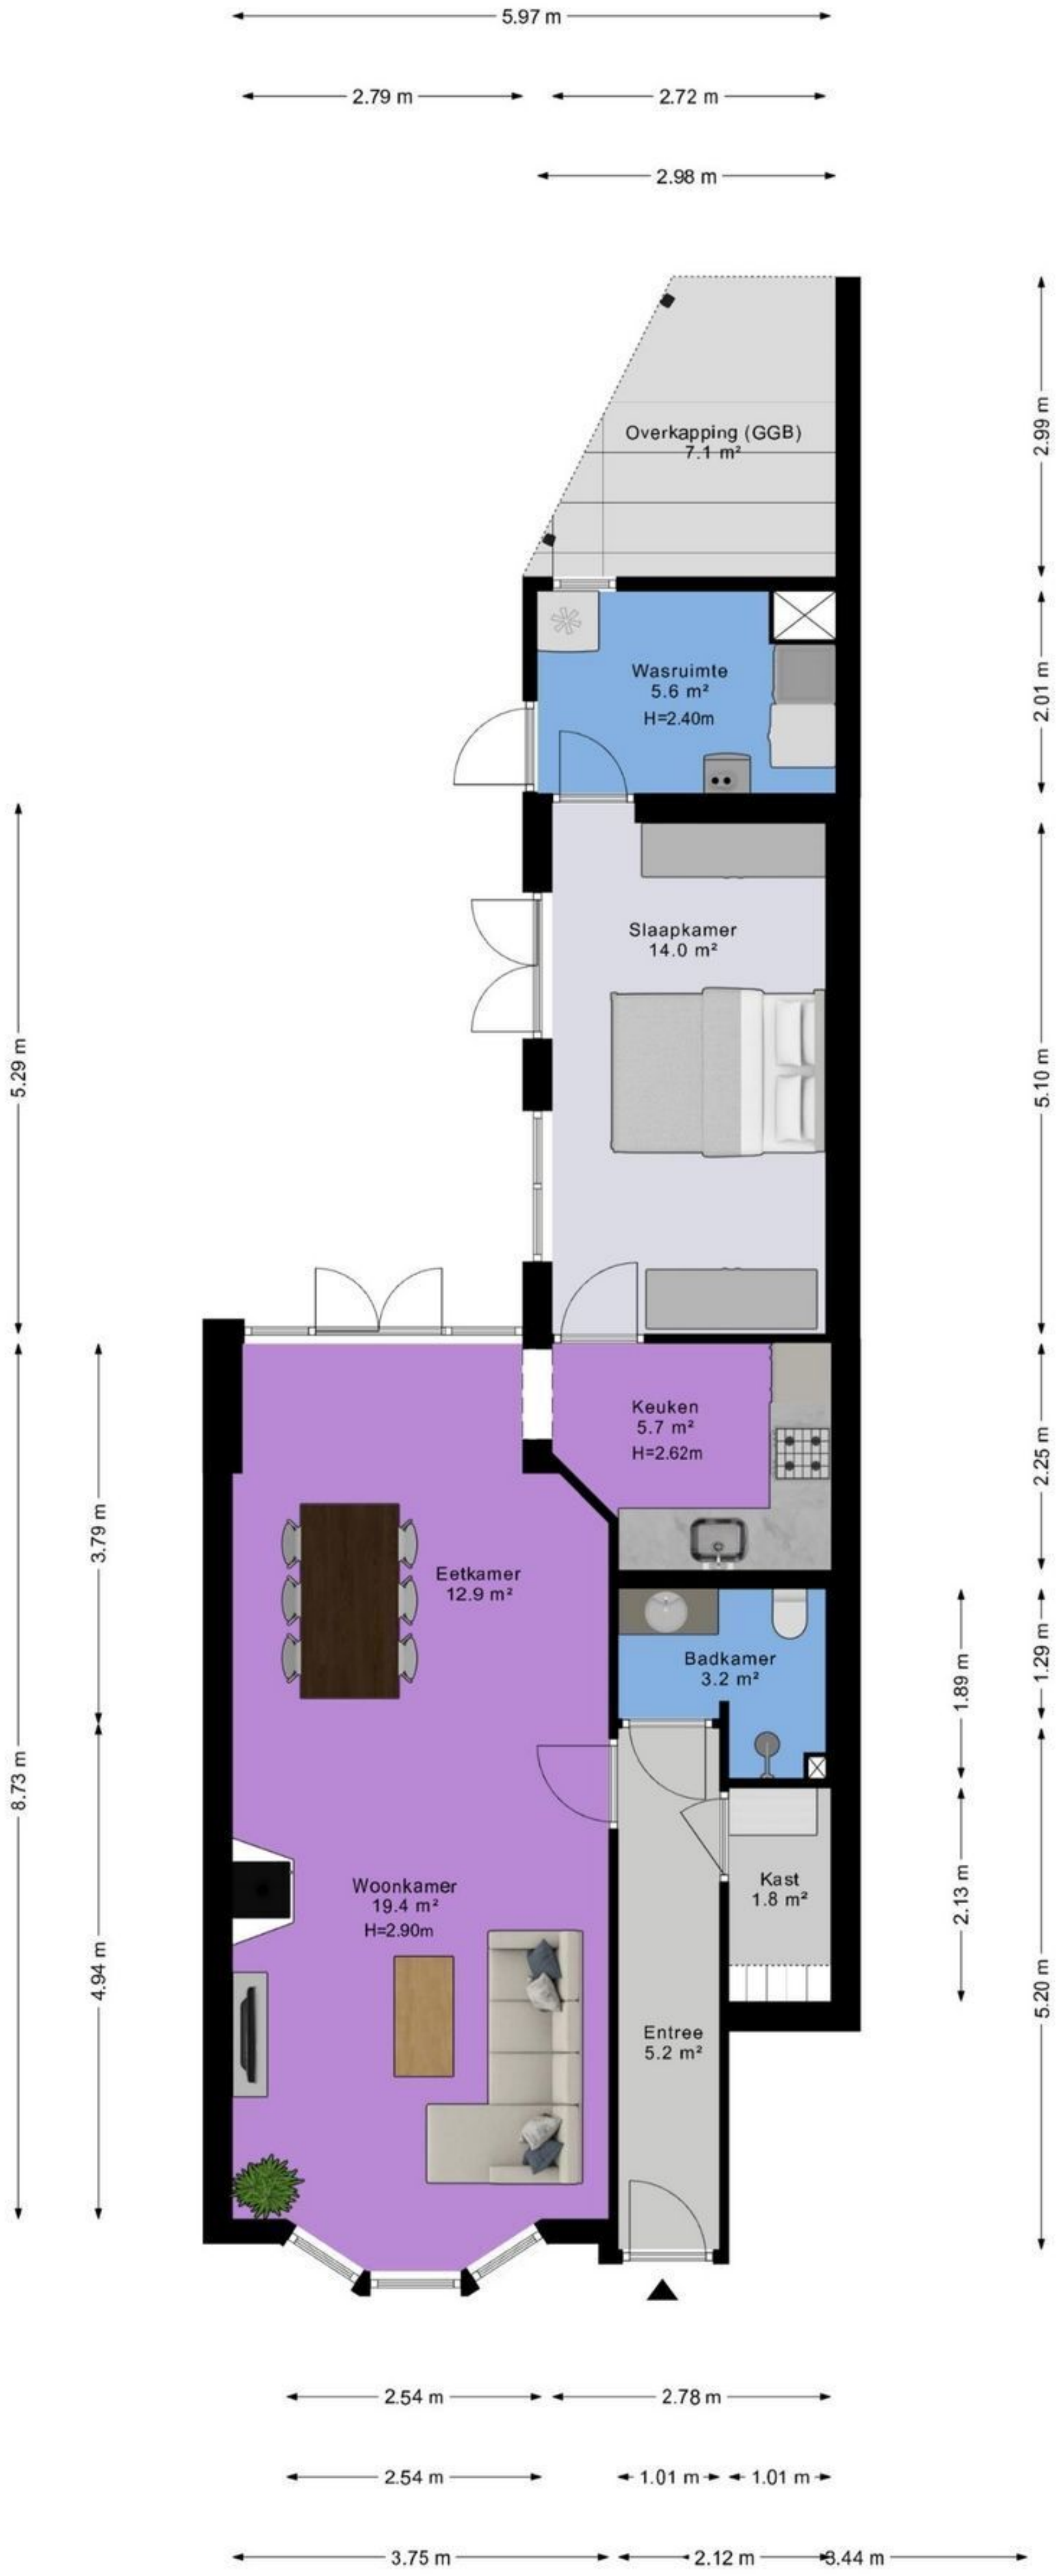 5.97 m
2.79 m
2.72 m
2.98 m
2.99 m
Overkapping (GGB)
7.1 m²
2.01 m
Wasruimte
5.6 m²
H=2.40m
5.29 m
Slaapkamer
14.0 m²
5.10 m
Keuken
5.7 m²
H=2.62m
2.25 m
3.79 m
Eetkamer
12.9 m²
Badkamer
3.2 m²
1.89 m
1.29 m
8.73 m
Woonkamer
19.4 m²
H=2.90m
Kast
1.8 m²
2.13 m
4.94 m
Entree
5.2 m²
5.20 m
2.54 m
2.78 m
2.54 m
1.01 m
1.01 m
3.75 m
2.12 m
3.44 m